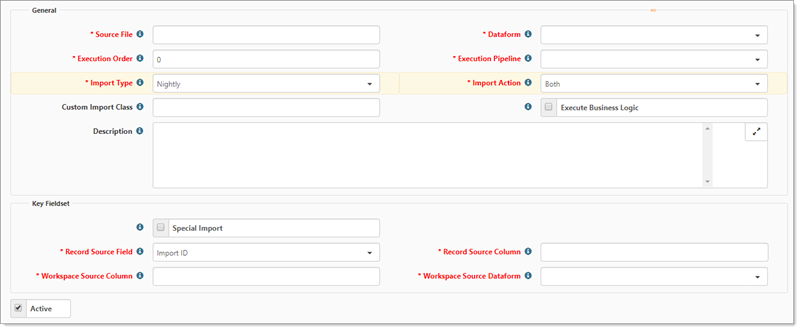 General
* Source File
* Dataform
* Execution Order 0
* Execution Pipeline
* Import Type Nightly
* Import Action Both
Custom Import Class
Execute Business Logic
Description
Key Fieldset
Special Import
* Record Source Field Import ID
* Record Source Column
* Workspace Source Column
* Workspace Source Dataform
Active